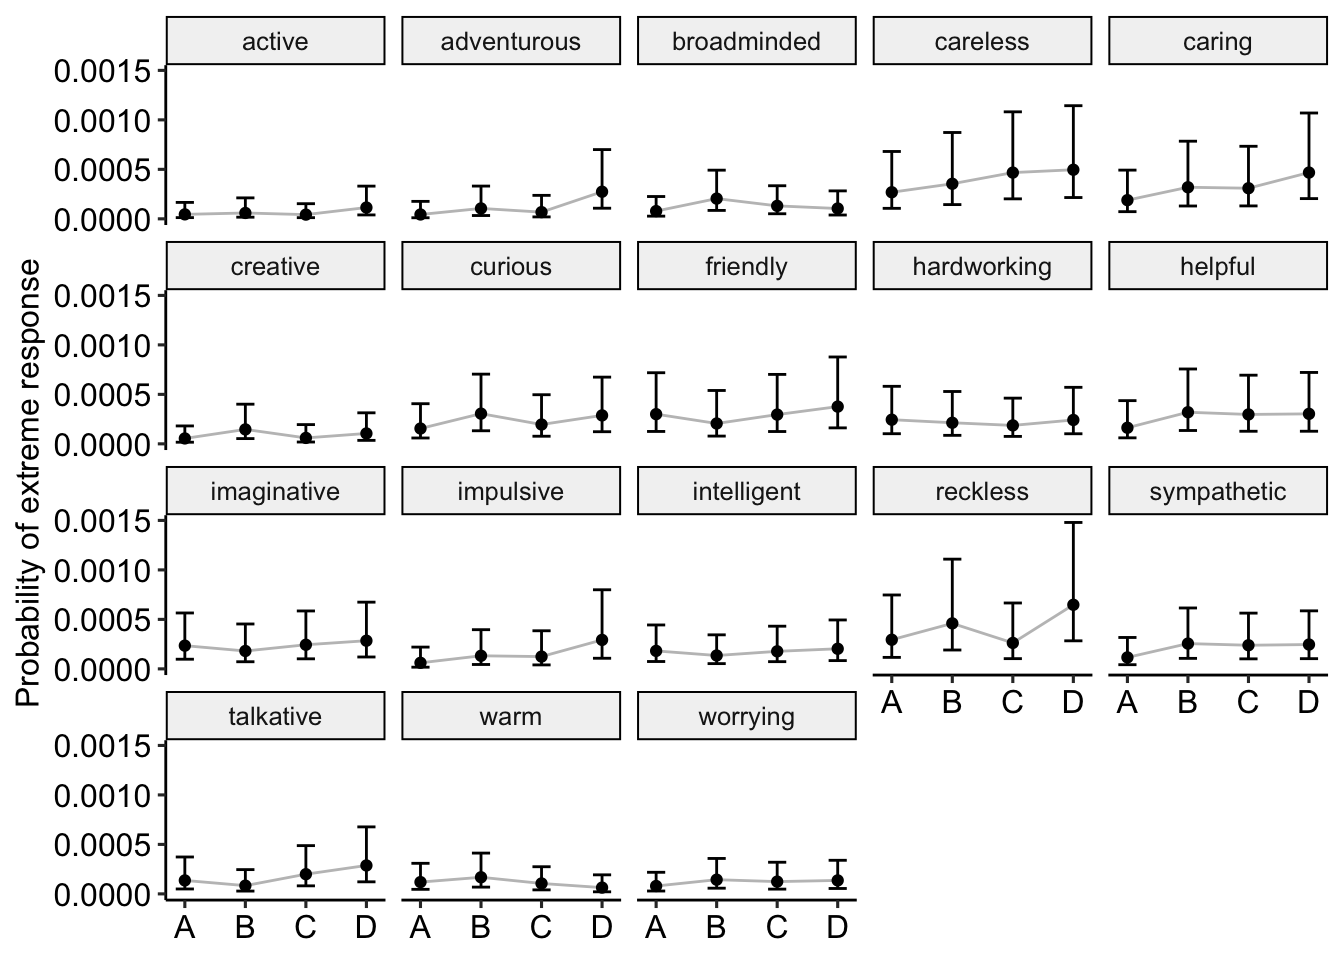 active adventurous broadminded careless caring
0.0015
0.0010
0.0005
0.0000
creative curious friendly hardworking helpful
0.0015
0.0010
0.0005
0.0000
Probability of extreme response
imaginative impulsive intelligent reckless sympathetic
0.0015
0.0010
0.0005
0.0000
A B C D A B C D
talkative warm worrying
0.0015
0.0010
0.0005
0.0000
A B C D A B C D A B C D